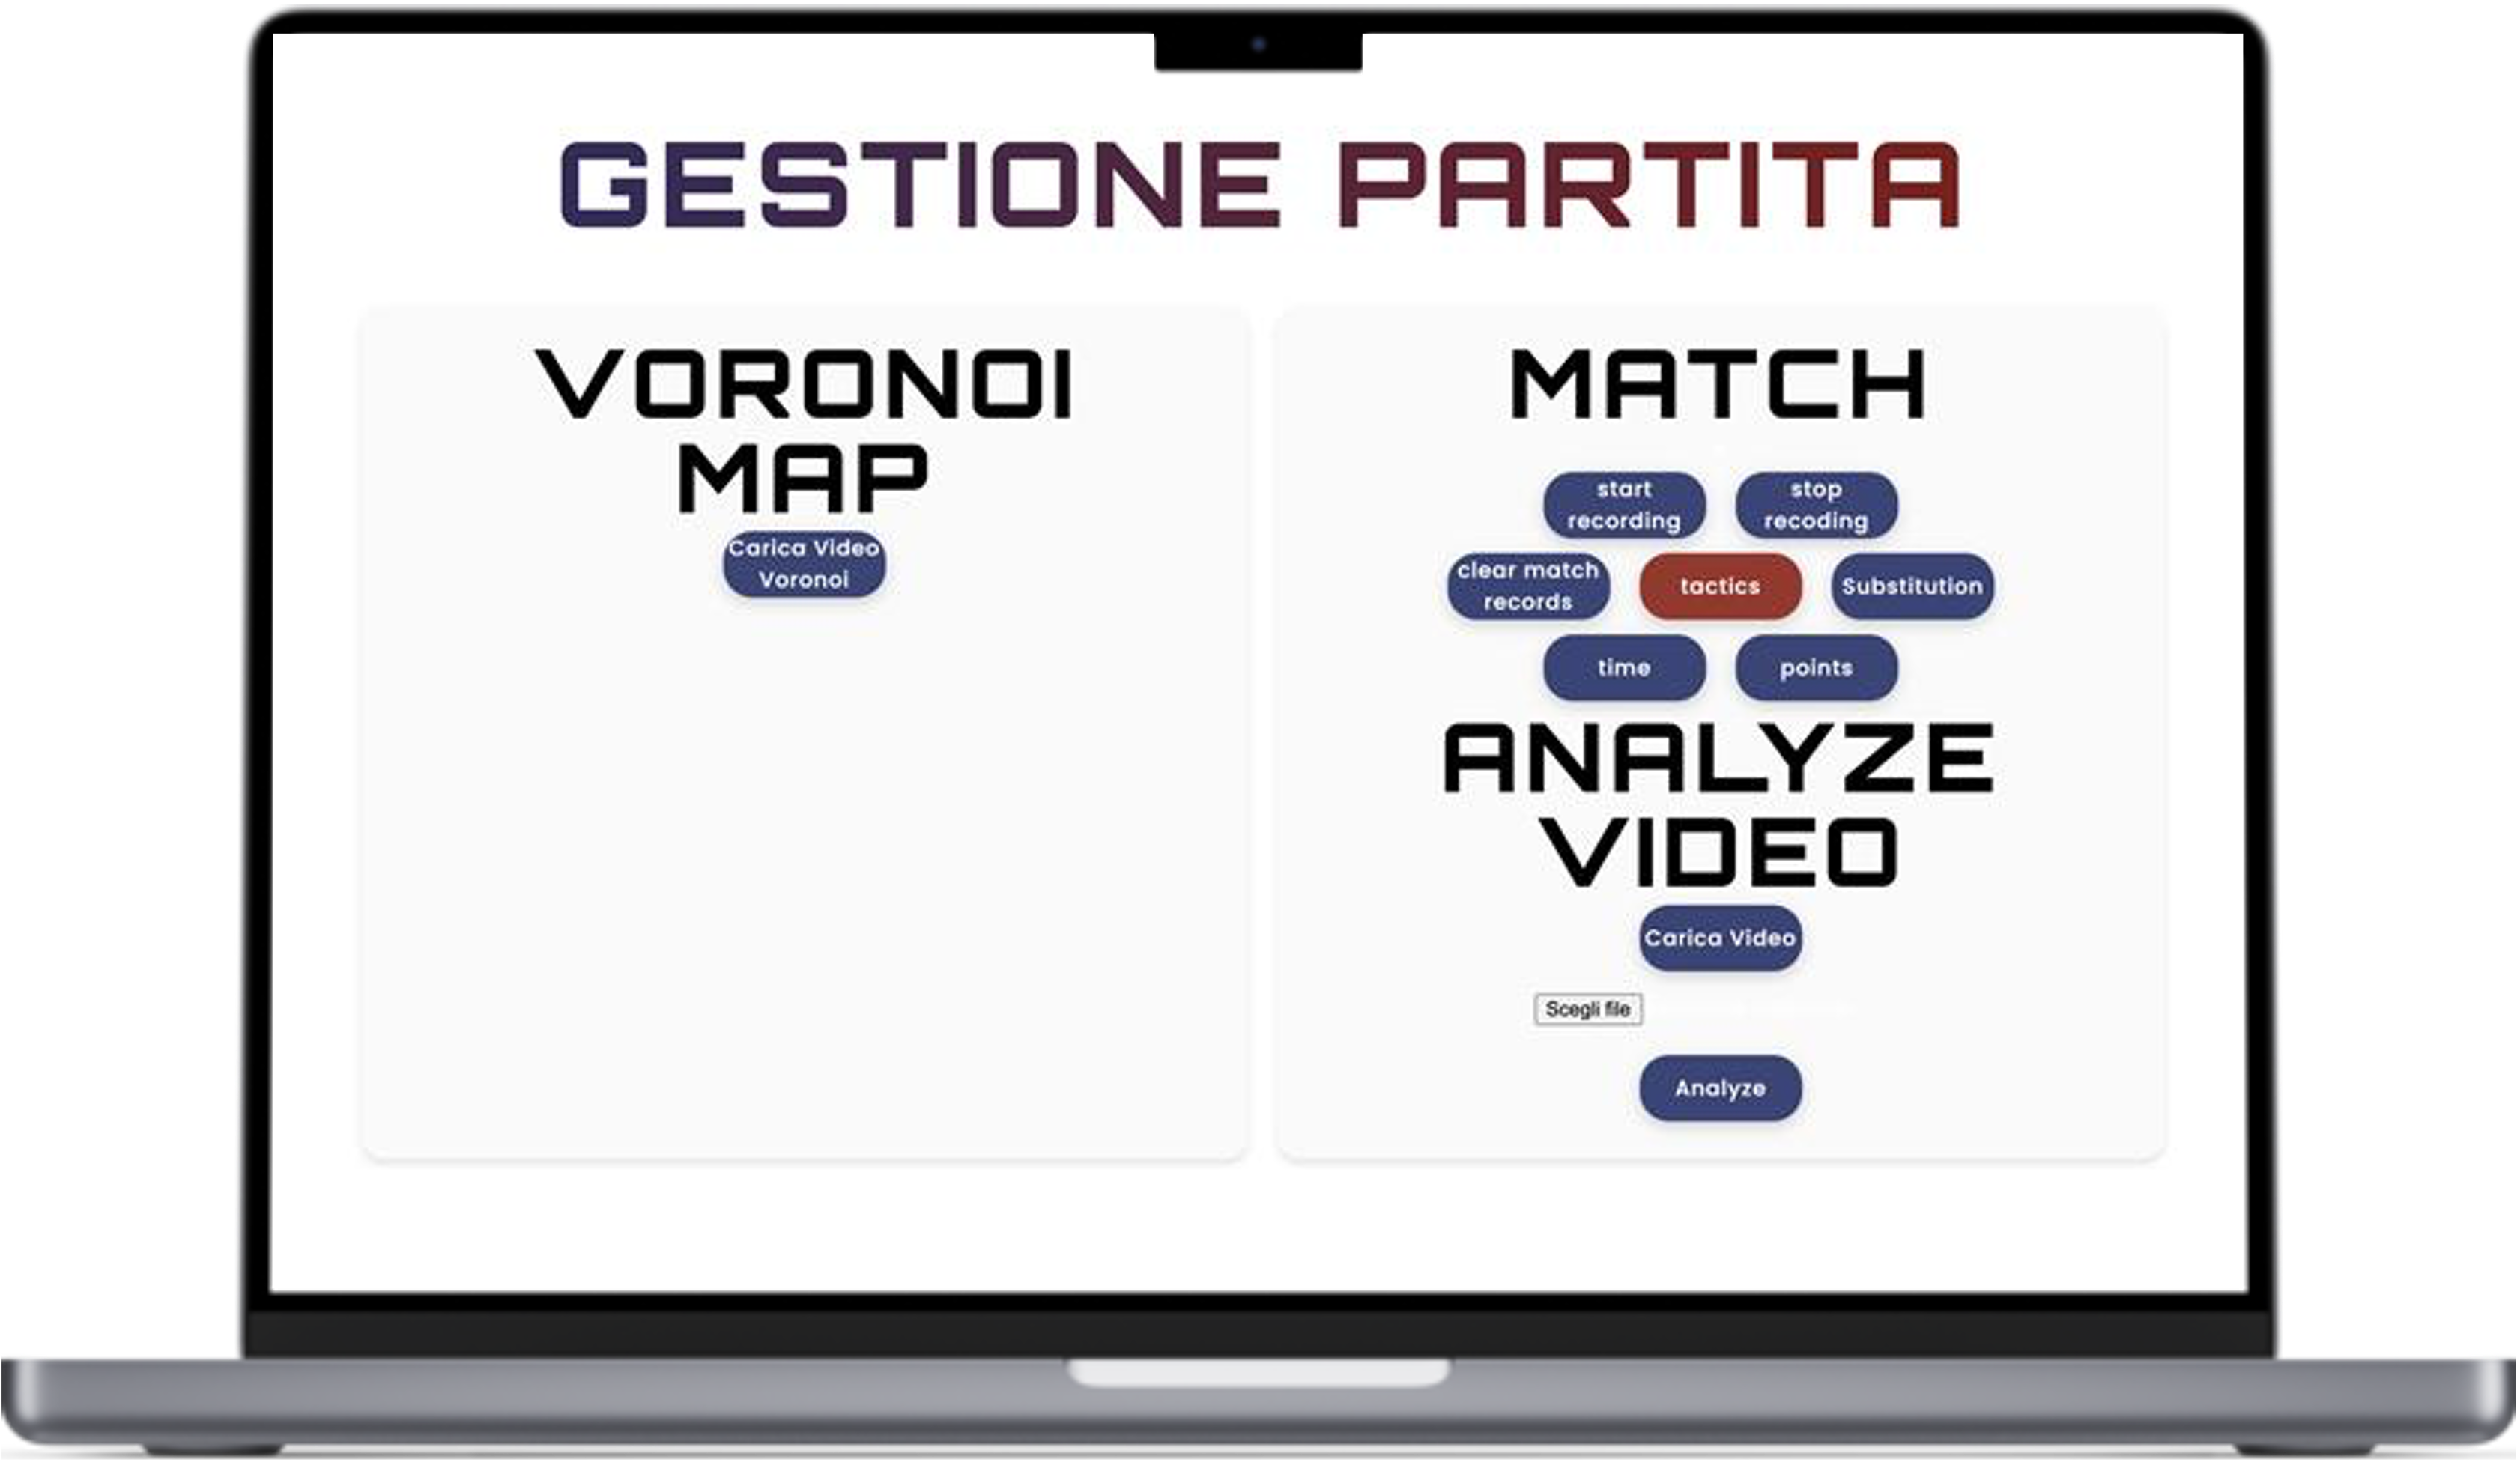 GESTIONE PARTITA
VORONOI
MAP
Carica Video
Voronoi
MATCH
start
recording
stop
recoding
clear match
records
tactics
Substitution
time
points
ANALYZE
VIDEO
Carica Video
Scegli file
Analyze